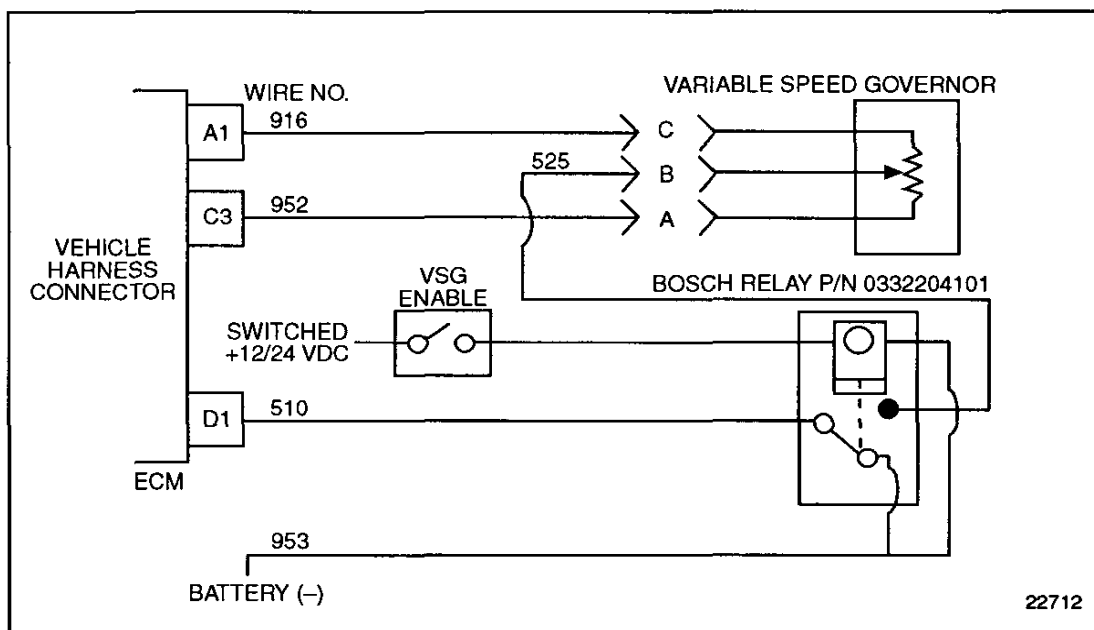 WIRE NO.
VARIABLE SPEED GOVERNOR
A1
916
C
525
B
C3
952
A
VEHICLE
HARNESS
CONNECTOR
VSG
ENABLE
BOSCH RELAY P/N 0332204101
SWITCHED
+12/24 VDC
D1
510
ECM
953
BATTERY (–)
22712